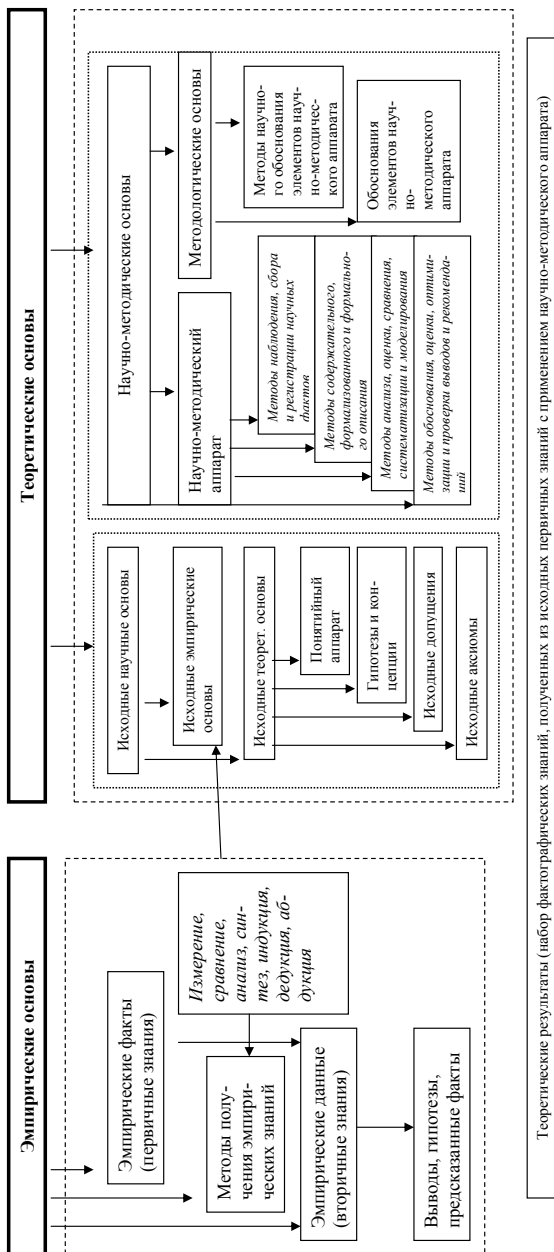 Эмпирические основы
Эмпирические факты
(первичные знания)
Методы полу-
чения эмпири-
ческих знаний
Измерение,
сравнение,
анализ, син-
тез, индукция,
дедукция, аб-
дукция
Эмпирические данные
(вторичные знания)
Выводы, гипотезы,
предсказанные факты
Теоретические основы
Исходные научные основы
Исходные эмпирические
основы
Исходные теорет. основы
Понятийный
аппарат
Гипотезы и кон-
цепции
Исходные допущения
Исходные аксиомы
Научно-методические основы
Научно-методический
аппарат
Методы наблюдения, сбора
и регистрации научных
фактов
Методы содержательного,
формализованного и формально-
го описания
Методы анализа, оценки, сравнения,
систематизации и моделирования
Методы обоснования, оценки, оптими-
зации и проверки выводов и рекоменда-
ций
Методологические основы
Методы научно-
го обоснования
элементов науч-
но-методичес-
кого аппарата
Обоснования
элементов науч-
но-
методического
аппарата
Теоретические результаты (набор фактографических знаний, полученных из исходных первичных знаний с применением научно-методического аппарата)